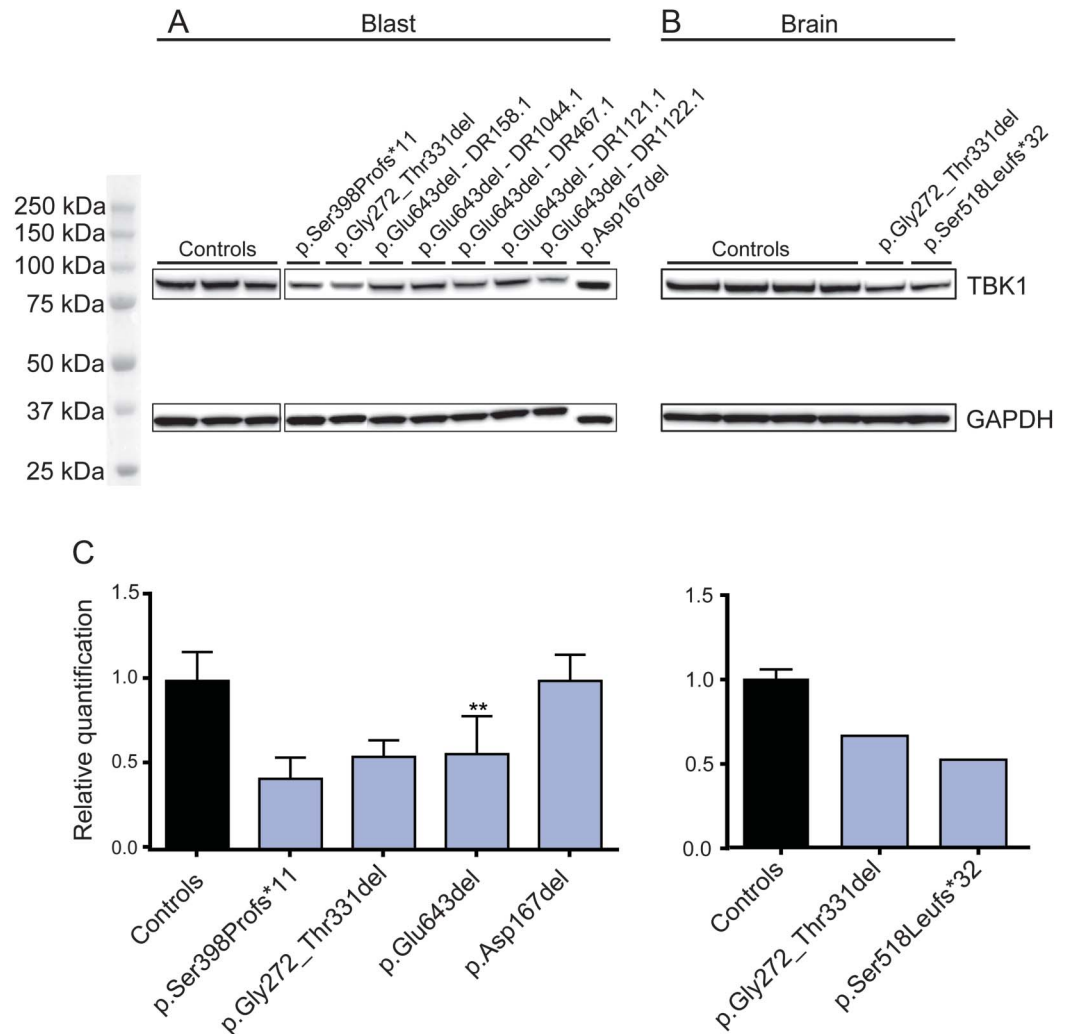 A Blast
B Brain
p.Ser398Profs*11
p.Gly272_Thr331del
p.Glu643del - DR158.1
p.Glu643del - DR1044.1
p.Glu643del - DR467.1
p.Glu643del - DR1121.1
p.Glu643del - DR1122.1
p.Asp167del
p.Gly272_Thr331del
p.Ser518Leufs*32
Controls
Controls
250 kDa
150 kDa
100 kDa
75 kDa
50 kDa
37 kDa
25 kDa
TBK1
GAPDH
C
Relative quantification
1.5
1.0
0.5
0.0
**
Controls
p.Ser398Profs*11
p.Gly272_Thr331del
p.Glu643del
p.Asp167del
1.5
1.0
0.5
0.0
Controls
p.Gly272_Thr331del
p.Ser518Leufs*32